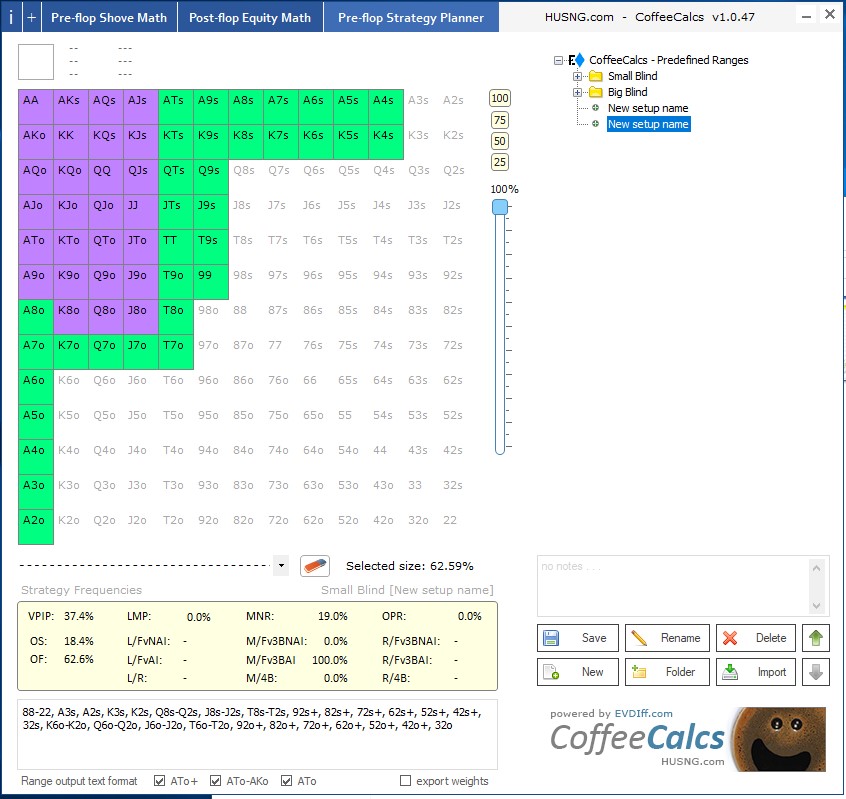 i + Pre-flop Shove Math Post-flop Equity Math Pre-flop Strategy Planner HUSNG.com - CoffeeCalcs v1.0.47
-- ---
-- ---
-- ---
AA AKs AQs AJs ATs A9s A8s A7s A6s A5s A4s A3s A2s
AKo KK KQs KJs KTs K9s K8s K7s K6s K5s K4s K3s K2s
AQo KQo QQ QJs QTs Q9s Q8s Q7s Q6s Q5s Q4s Q3s Q2s
AJo KJo QJo JJ JTs J9s J8s J7s J6s J5s J4s J3s J2s
ATo KTo QTo JTo TT T9s T8s T7s T6s T5s T4s T3s T2s
A9o K9o Q9o J9o T9o 99 98s 97s 96s 95s 94s 93s 92s
A8o K8o Q8o J8o T8o 98o 88 87s 86s 85s 84s 83s 82s
A7o K7o Q7o J7o T7o 97o 87o 77 76s 75s 74s 73s 72s
A6o K6o Q6o J6o T6o 96o 86o 76o 66 65s 64s 63s 62s
A5o K5o Q5o J5o T5o 95o 85o 75o 65o 55 54s 53s 52s
A4o K4o Q4o J4o T4o 94o 84o 74o 64o 54o 44 43s 42s
A3o K3o Q3o J3o T3o 93o 83o 73o 63o 53o 43o 33 32s
A2o K2o Q2o J2o T2o 92o 82o 72o 62o 52o 42o 32o 22
100
75
50
25
100%
CoffeeCalcs - Predefined Ranges
Small Blind
Big Blind
New setup name
New setup name
Selected size: 62.59%
Strategy Frequencies Small Blind [New setup name]
VPIP: 37.4% LMP: 0.0% MNR: 19.0% OPR: 0.0%
OS: 18.4% L/FvNAI: - M/Fv3BNAI: 0.0% R/Fv3BNAI: -
OF: 62.6% L/FvAI: - M/Fv3BAI 100.0% R/Fv3BAI: -
L/R: - M/4B: 0.0% R/4B: -
88-22, A3s, A2s, K3s, K2s, Q8s-Q2s, J8s-J2s, T8s-T2s, 92s+, 82s+, 72s+, 62s+, 52s+, 42s+,
32s, K6o-K2o, Q6o-Q2o, J6o-J2o, T6o-T2o, 92o+, 82o+, 72o+, 62o+, 52o+, 42o+, 32o
Range output text format ATo+ ATo-AKo ATo export weights
no notes . . .
Save Rename Delete
New Folder Import
powered by EVDIff.com
CoffeeCalcs
HUSNG.com